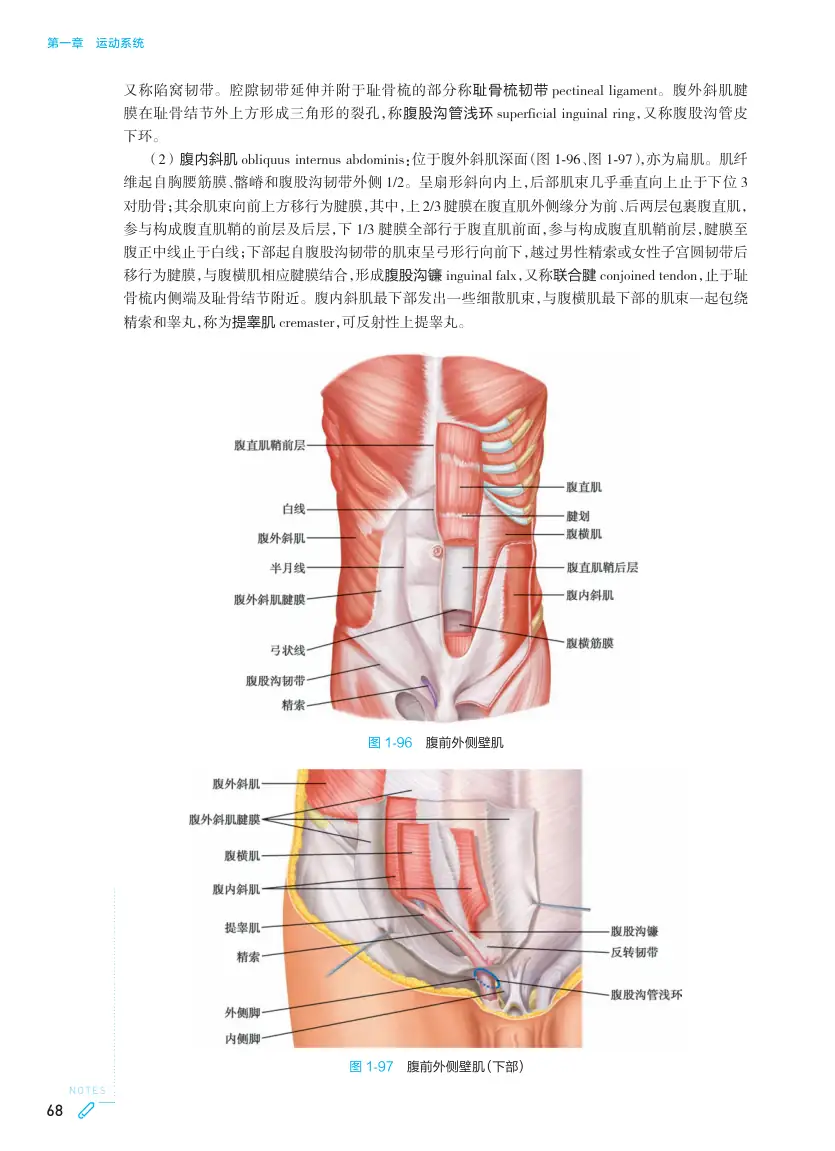 第一章 运动系统
又称陷窝韧带。腔隙韧带延伸并附于耻骨梳的部分称耻骨梳韧带 pectineal ligament。腹外斜肌腱
膜在耻骨结节外上方形成三角形的裂孔,称腹股沟管浅环 superficial inguinal ring,又称腹股沟管皮
下环。
(2)腹内斜肌 obliquus internus abdominis:位于腹外斜肌深面(图 1-96、图 1-97),亦为扁肌。肌纤
维起自胸腰筋膜、髂嵴和腹股沟韧带外侧 1/2。呈扇形斜向内上,后部肌束几乎垂直向上止于下位 3
对肋骨;其余肌束向前上方移行为腱膜,其中,上 2/3 腱膜在腹直肌外侧缘分为前、后两层包裹腹直肌,
参与构成腹直肌鞘的前层及后层,下 1/3 腱膜全部行于腹直肌前面,参与构成腹直肌鞘前层,腱膜至
腹正中线止于白线;下部起自腹股沟韧带的肌束呈弓形行向前下,越过男性精索或女性子宫圆韧带后
移行为腱膜,与腹横肌相应腱膜结合,形成腹股沟镰 inguinal falx,又称联合腱 conjoined tendon,止于耻
骨梳内侧端及耻骨结节附近。腹内斜肌最下部发出一些细散肌束,与腹横肌最下部的肌束一起包绕
精索和睾丸,称为提睾肌 cremaster,可反射性上提睾丸。
腹直肌鞘前层
白线
腹外斜肌
半月线
腹外斜肌腱膜
弓状线
腹股沟韧带
精索
腹直肌
腱划
腹横肌
腹直肌鞘后层
腹内斜肌
腹横筋膜
图 1-96 腹前外侧壁肌
腹外斜肌
腹外斜肌腱膜
腹横肌
腹内斜肌
提睾肌
精索
外侧脚
内侧脚
腹股沟镰
反转韧带
腹股沟管浅环
图 1-97 腹前外侧壁肌(下部)
NOTES
68